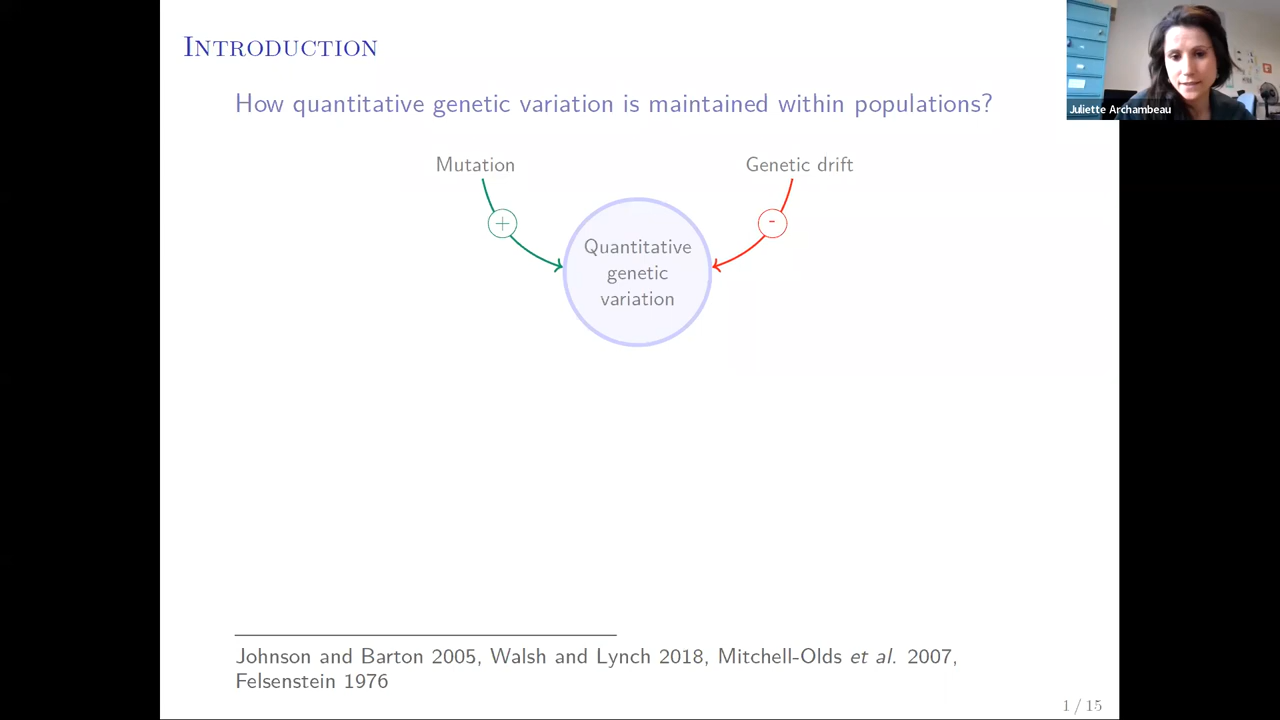 INTRODUCTION
How quantitative genetic variation is maintained within populations?
Mutation
Genetic drift
+
-
Quantitative
genetic
variation
Johnson and Barton 2005, Walsh and Lynch 2018, Mitchell-Olds et al. 2007,
Felsenstein 1976
1 / 15
Juliette Archambeau